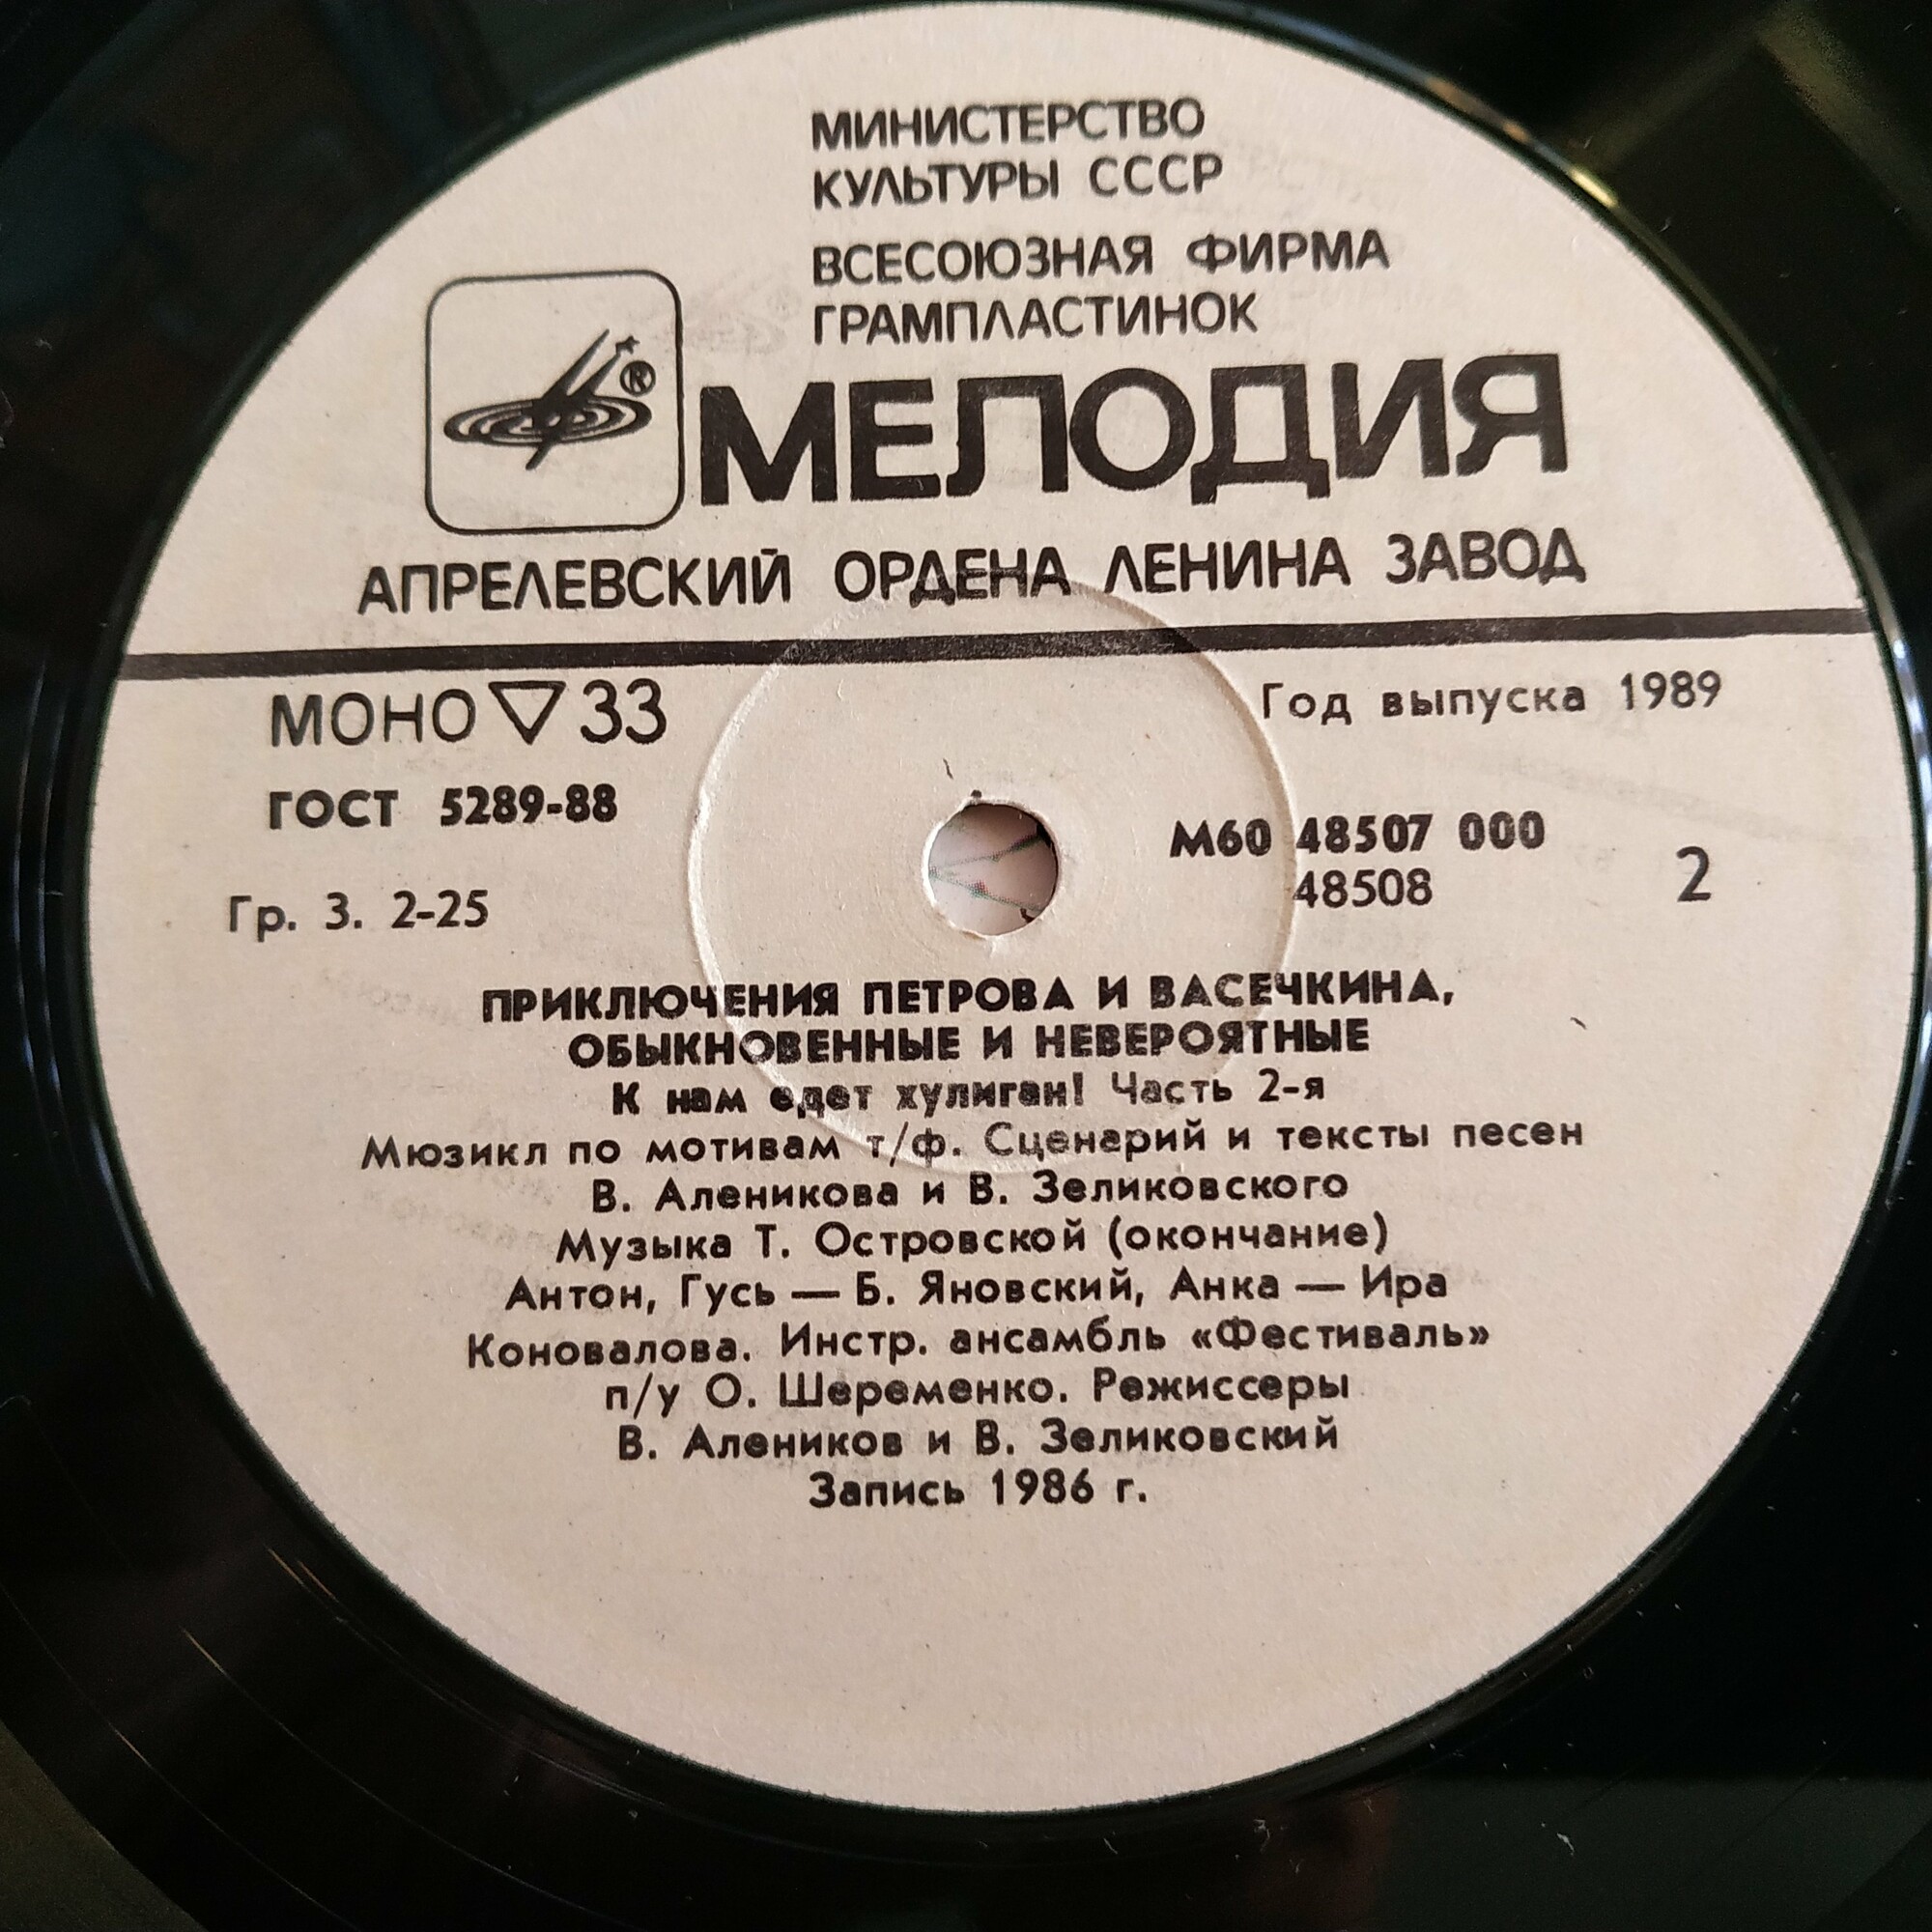 МИНИСТЕРСТВО
КУЛЬТУРЫ СССР
ВСЕСОЮЗНАЯ ФИРМА
ГРАМПЛАСТИНОК
®
МЕЛОДИЯ
АПРЕЛЕВСКИЙ ОРДЕНА ЛЕНИНА ЗАВОД
МОНО ▽ 33
Год выпуска 1989
ГОСТ 5289-88
М60 48507 000
48508
2
Гр. 3. 2-25
ПРИКЛЮЧЕНИЯ ПЕТРОВА И ВАСЕЧКИНА,
ОБЫКНОВЕННЫЕ И НЕВЕРОЯТНЫЕ
К нам едет хулиган! Часть 2-я
Мюзикл по мотивам т/ф. Сценарий и тексты песен
В. Аленикова и В. Зеликовского
Музыка Т. Островской (окончание)
Антон, Гусь — Б. Яновский, Анка — Ира
Коновалова. Инстр. ансамбль «Фестиваль»
п/у О. Шеременко. Режиссеры
В. Алеников и В. Зеликовский
Запись 1986 г.